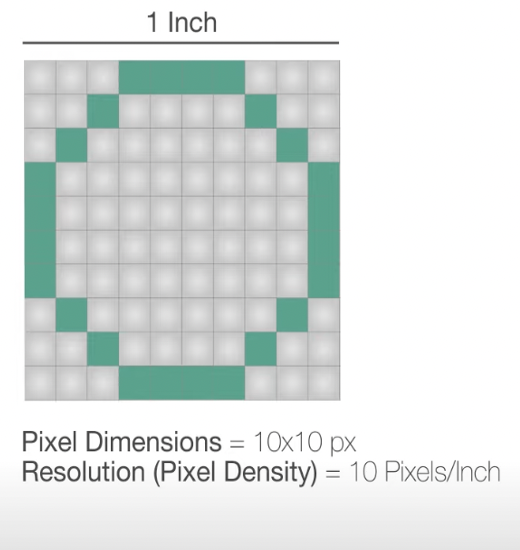 1 Inch
Pixel Dimensions = 10x10 px
Resolution (Pixel Density) = 10 Pixels/Inch